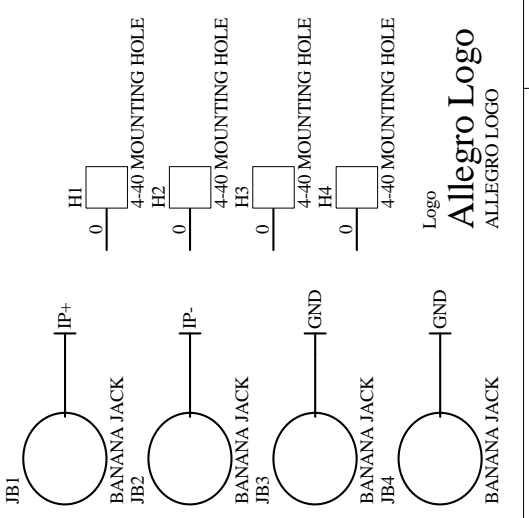 JB1
IP+
BANANA JACK
JB2
IP-
BANANA JACK
JB3
GND
BANANA JACK
JB4
GND
BANANA JACK
H1
0
4-40 MOUNTING HOLE
H2
0
4-40 MOUNTING HOLE
H3
0
4-40 MOUNTING HOLE
H4
0
4-40 MOUNTING HOLE
Logo
Allegro Logo
ALLEGRO LOGO